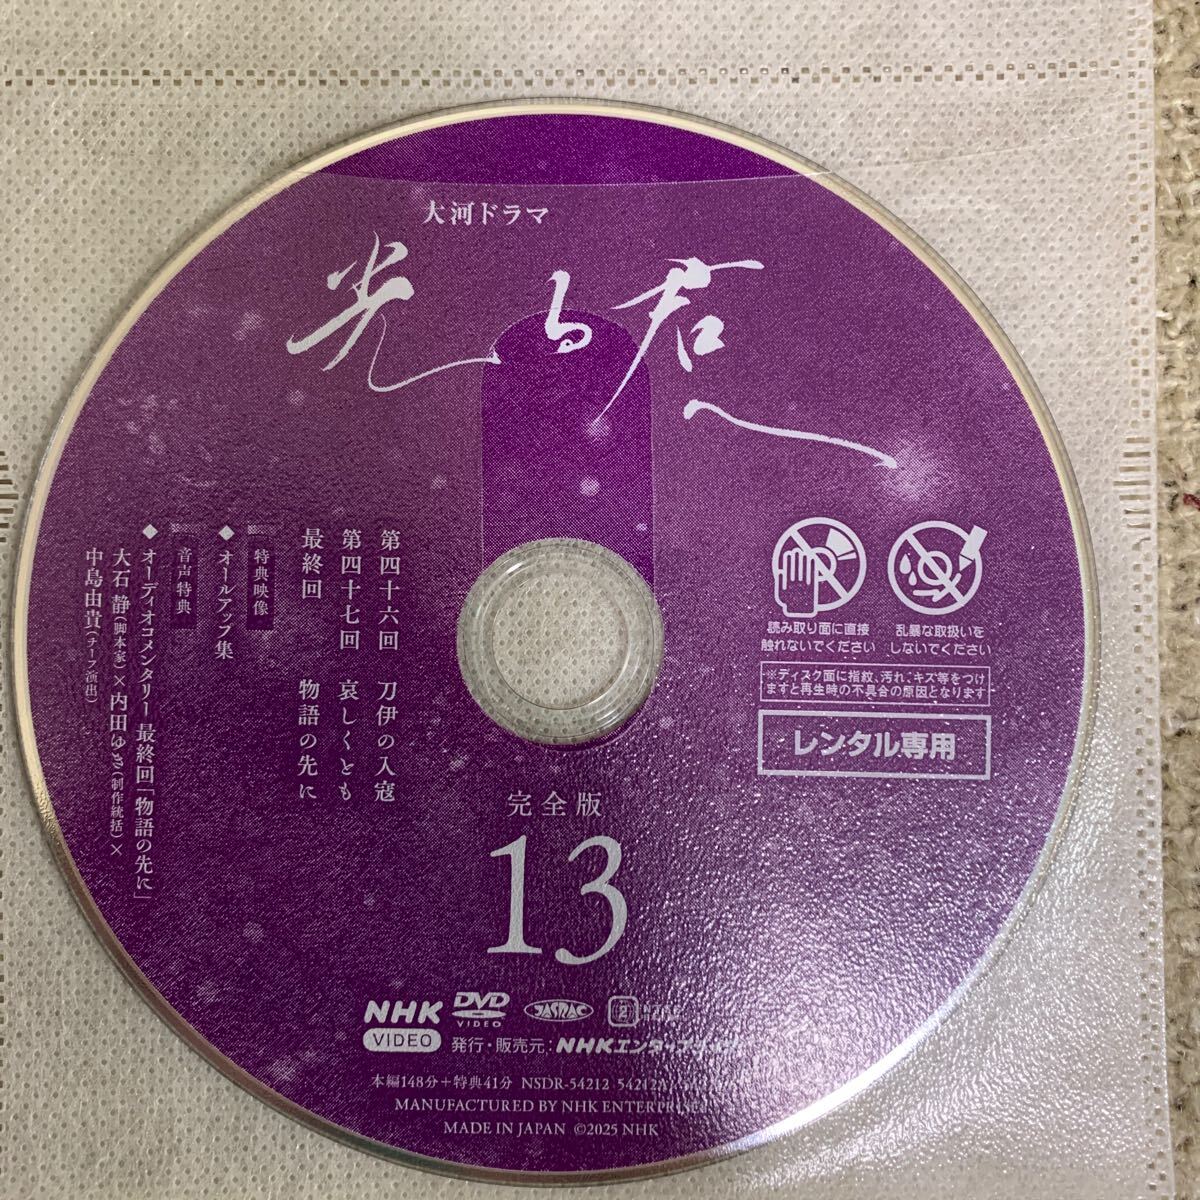 大河ドラマ
光る君へ
第四十六回 刀伊の入寇
第四十七回 哀しくとも
最終回 物語の先に
特典映像
◆オールアップ集
音声特典
◆オーディオコメンタリー 最終回「物語の先に」
大石 静(脚本家)×内田ゆき(制作統括)×
中島由貴(チーフ演出)
読み取り面に直接
触れないでください
乱暴な取扱いを
しないでください
※ディスク面に指紋、汚れ、キズ等をつけ
ますと再生時の不具合の原因となります
レンタル専用
完全版
13
NHK
VIDEO
DVD
VIDEO
JASRAC
2
発行・販売元:NHKエンタープライズ
本編148分+特典41分 NSDR-54212 54212A
MANUFACTURED BY NHK ENTERPRISES
MADE IN JAPAN ©2025 NHK